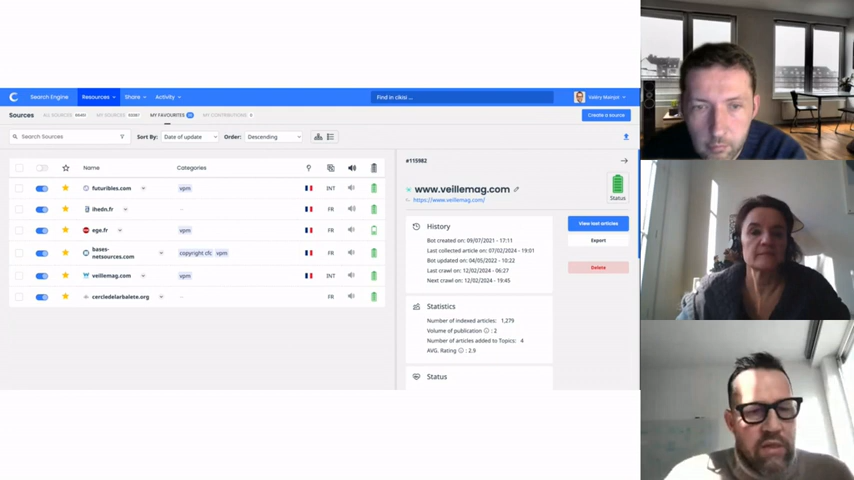 Search Engine Resources Share Activity Find in cikisi ... Valéry Mainjot
Sources ALL SOURCES MY SOURCES MY FAVOURITES MY CONTRIBUTIONS Create a source
Search Sources Sort By: Date of update Order: Descending
Name Categories
futuribles.com vpm INT
ihedn.fr - FR
ege.fr vpm FR
bases-netsources.com copyright cfc vpm FR
veillemag.com vpm INT
cercledelarbalete.org - FR
#115982
www.veillemag.com
https://www.veillemag.com/
Status
View last articles
Export
Delete
History
Bot created on: 09/07/2021 - 17:11
Last collected article on: 07/02/2024 - 19:01
Bot updated on: 04/05/2022 - 10:22
Last crawl on: 12/02/2024 - 06:27
Next crawl on: 12/02/2024 - 19:45
Statistics
Number of indexed articles: 1,279
Volume of publication : 2
Number of articles added to Topics: 4
AVG. Rating : 2.9
Status